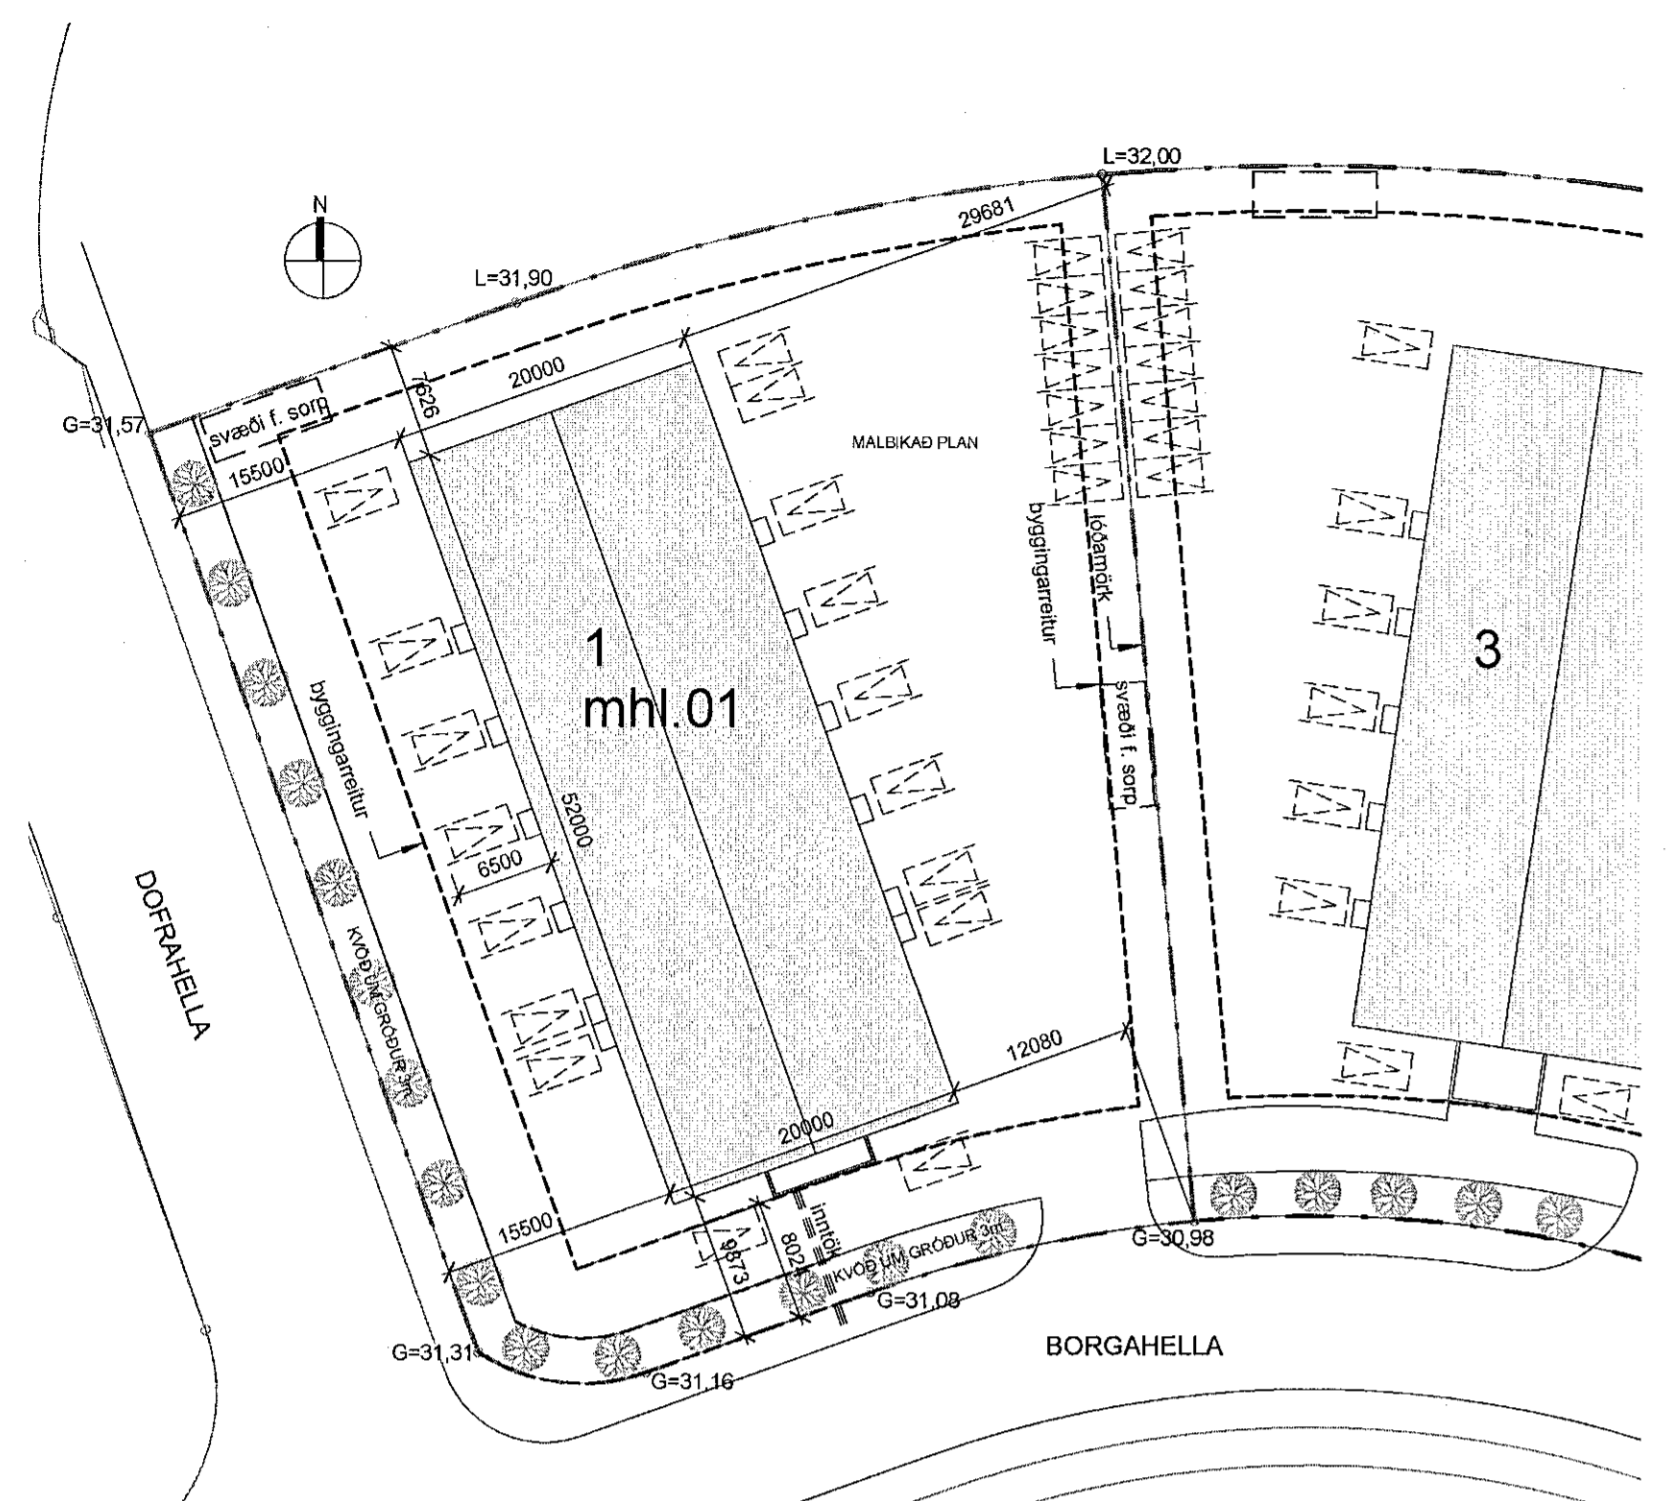 L=32,00
29681
N
L=31,90
20000
7626
G=31,57
svæði f. sorp
15500
MALBIKAÐ PLAN
byggingarreitur
lóðamörk
1
mhl.01
3
svæði f. sorp
byggingarreitur
52000
6500
DOFRAHELLA
KVÖÐ UM GRÓÐUR 3m
12080
20000
15500
9873
8024
inntök
KVÖÐ UM GRÓÐUR 3m
G=30,98
G=31,08
G=31,31
G=31,16
BORGAHELLA